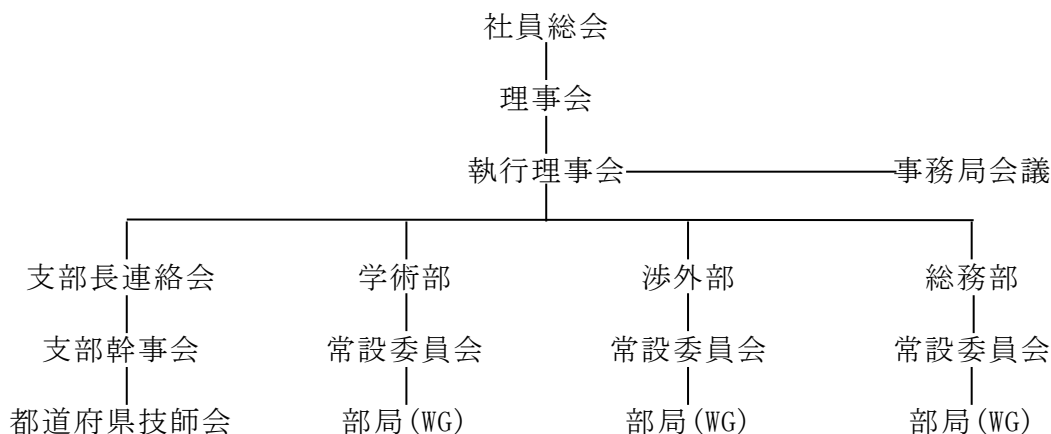 社員総会
理事会
執行理事会 事務局会議
支部長連絡会 学術部 渉外部 総務部
支部幹事会 常設委員会 常設委員会 常設委員会
都道府県技師会 部局(WG) 部局(WG) 部局(WG)